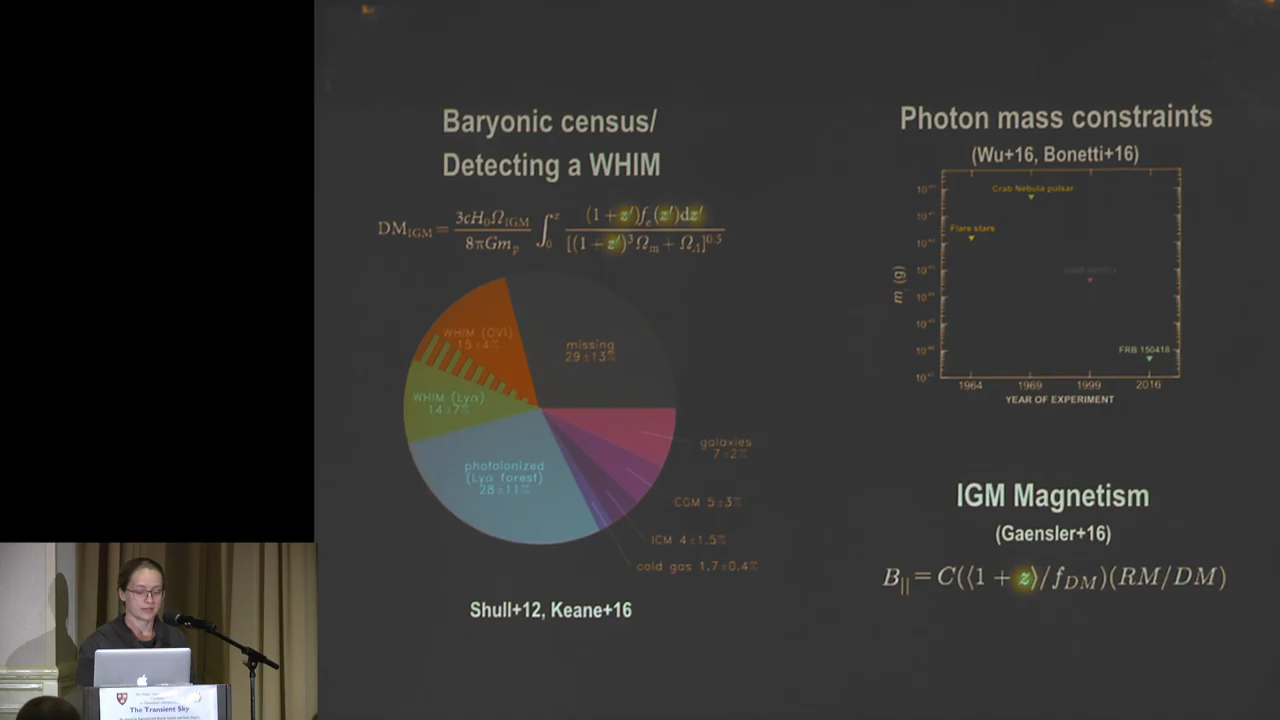 Baryonic census/
Detecting a WHIM
DM_IGM = 3cH₀Ω_IGM / 8πGm_p ∫₀ᶻ (1 + z′)f_e(z′)dz′ / [(1 + z′)³Ω_m + Ω_Λ]^0.5
WHIM (OVI)
15±4%
missing
29±13%
WHIM (Lyα)
14±7%
photoionized
(Lyα forest)
28±11%
galaxies
7±2%
CGM 5±3%
ICM 4±1.5%
cold gas 1.7±0.4%
Shull+12, Keane+16
Photon mass constraints
(Wu+16, Bonetti+16)
Crab Nebula pulsar
Flare stars
FRB 150418
m (g)
1964 1969 1999 2016
YEAR OF EXPERIMENT
IGM Magnetism
(Gaensler+16)
B_|| = C(⟨1 + z⟩/f_DM)(RM/DM)
The Transient Sky